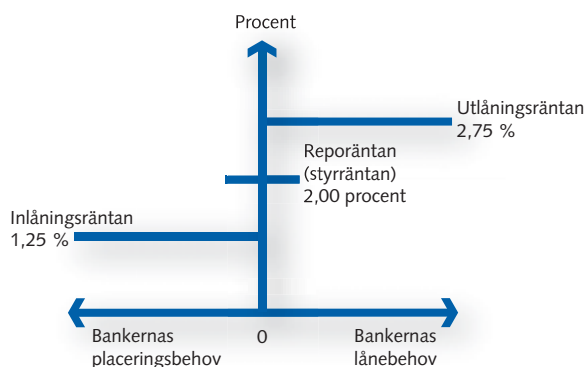 Procent
Utlåningsräntan
2,75 %
Reporäntan
(styrräntan)
2,00 procent
Inlåningsräntan
1,25 %
Bankernas
placeringsbehov
0
Bankernas
lånebehov